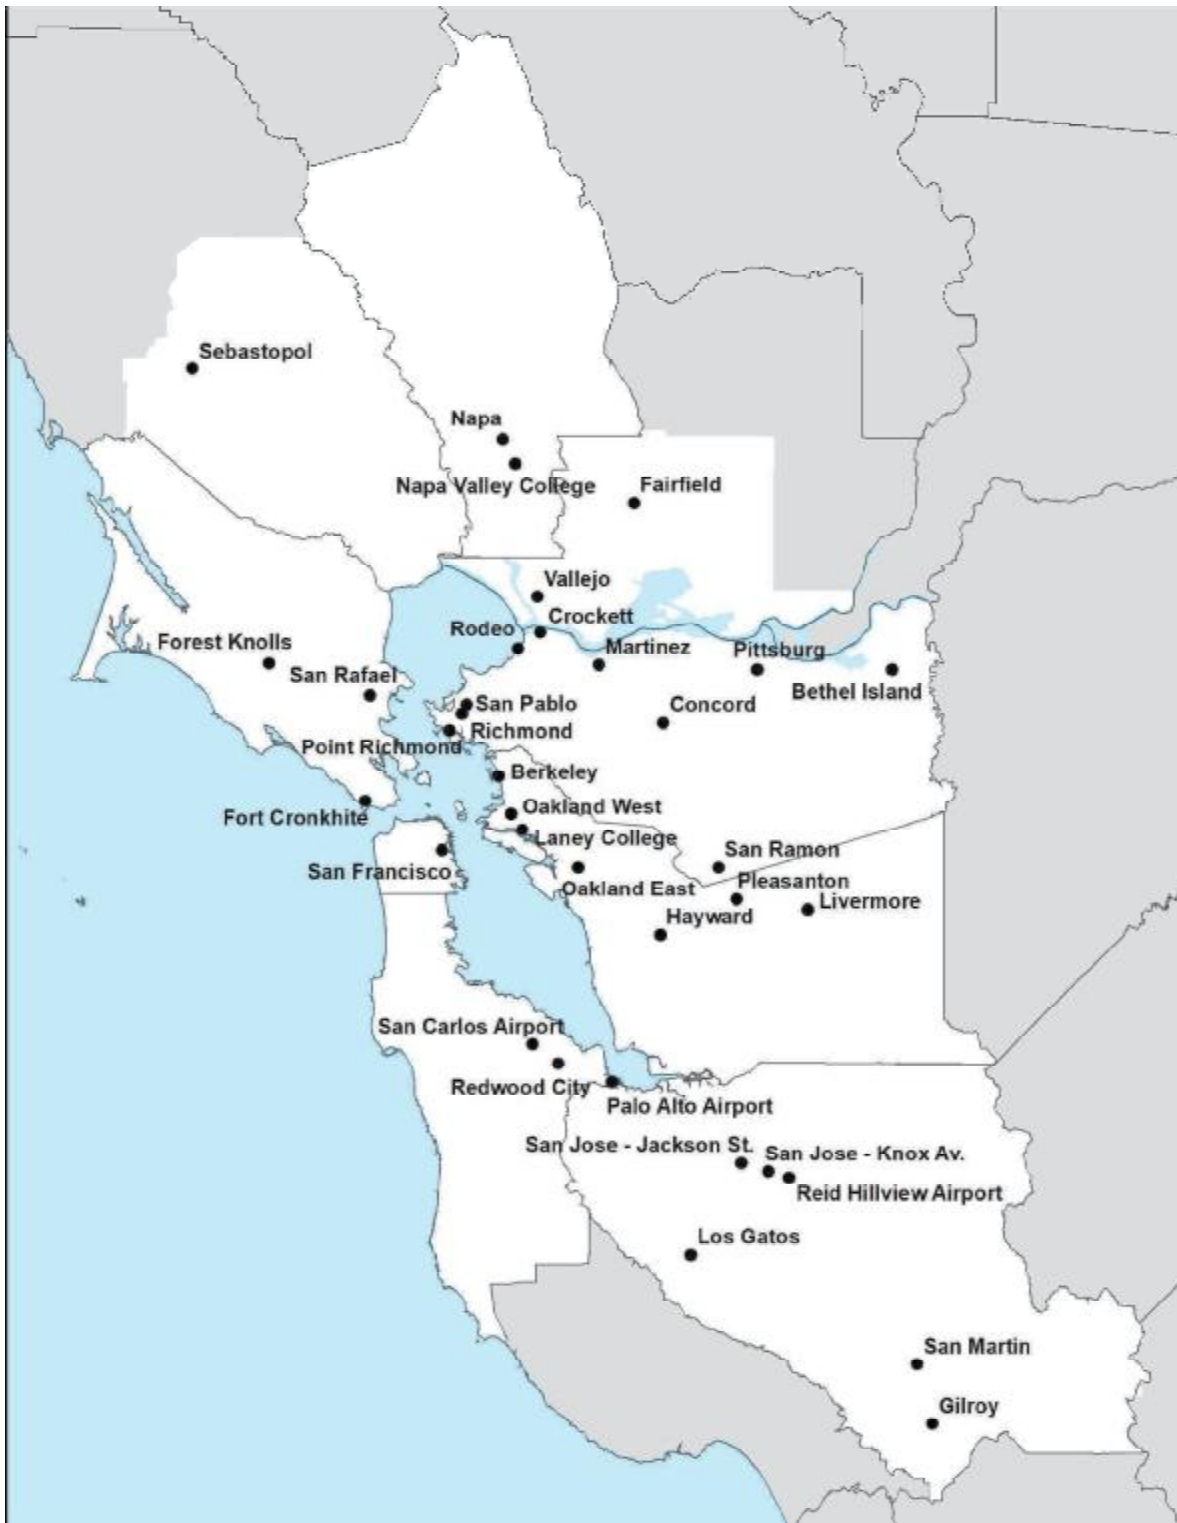 Sebastopol
Napa
Napa Valley College
Fairfield
Vallejo
Crockett
Rodeo
Forest Knolls
Martinez
Pittsburg
San Rafael
Bethel Island
San Pablo
Concord
Richmond
Point Richmond
Berkeley
Oakland West
Fort Cronkhite
Laney College
San Ramon
San Francisco
Pleasanton
Oakland East
Livermore
Hayward
San Carlos Airport
Redwood City
Palo Alto Airport
San Jose - Jackson St.
San Jose - Knox Av.
Reid Hillview Airport
Los Gatos
San Martin
Gilroy